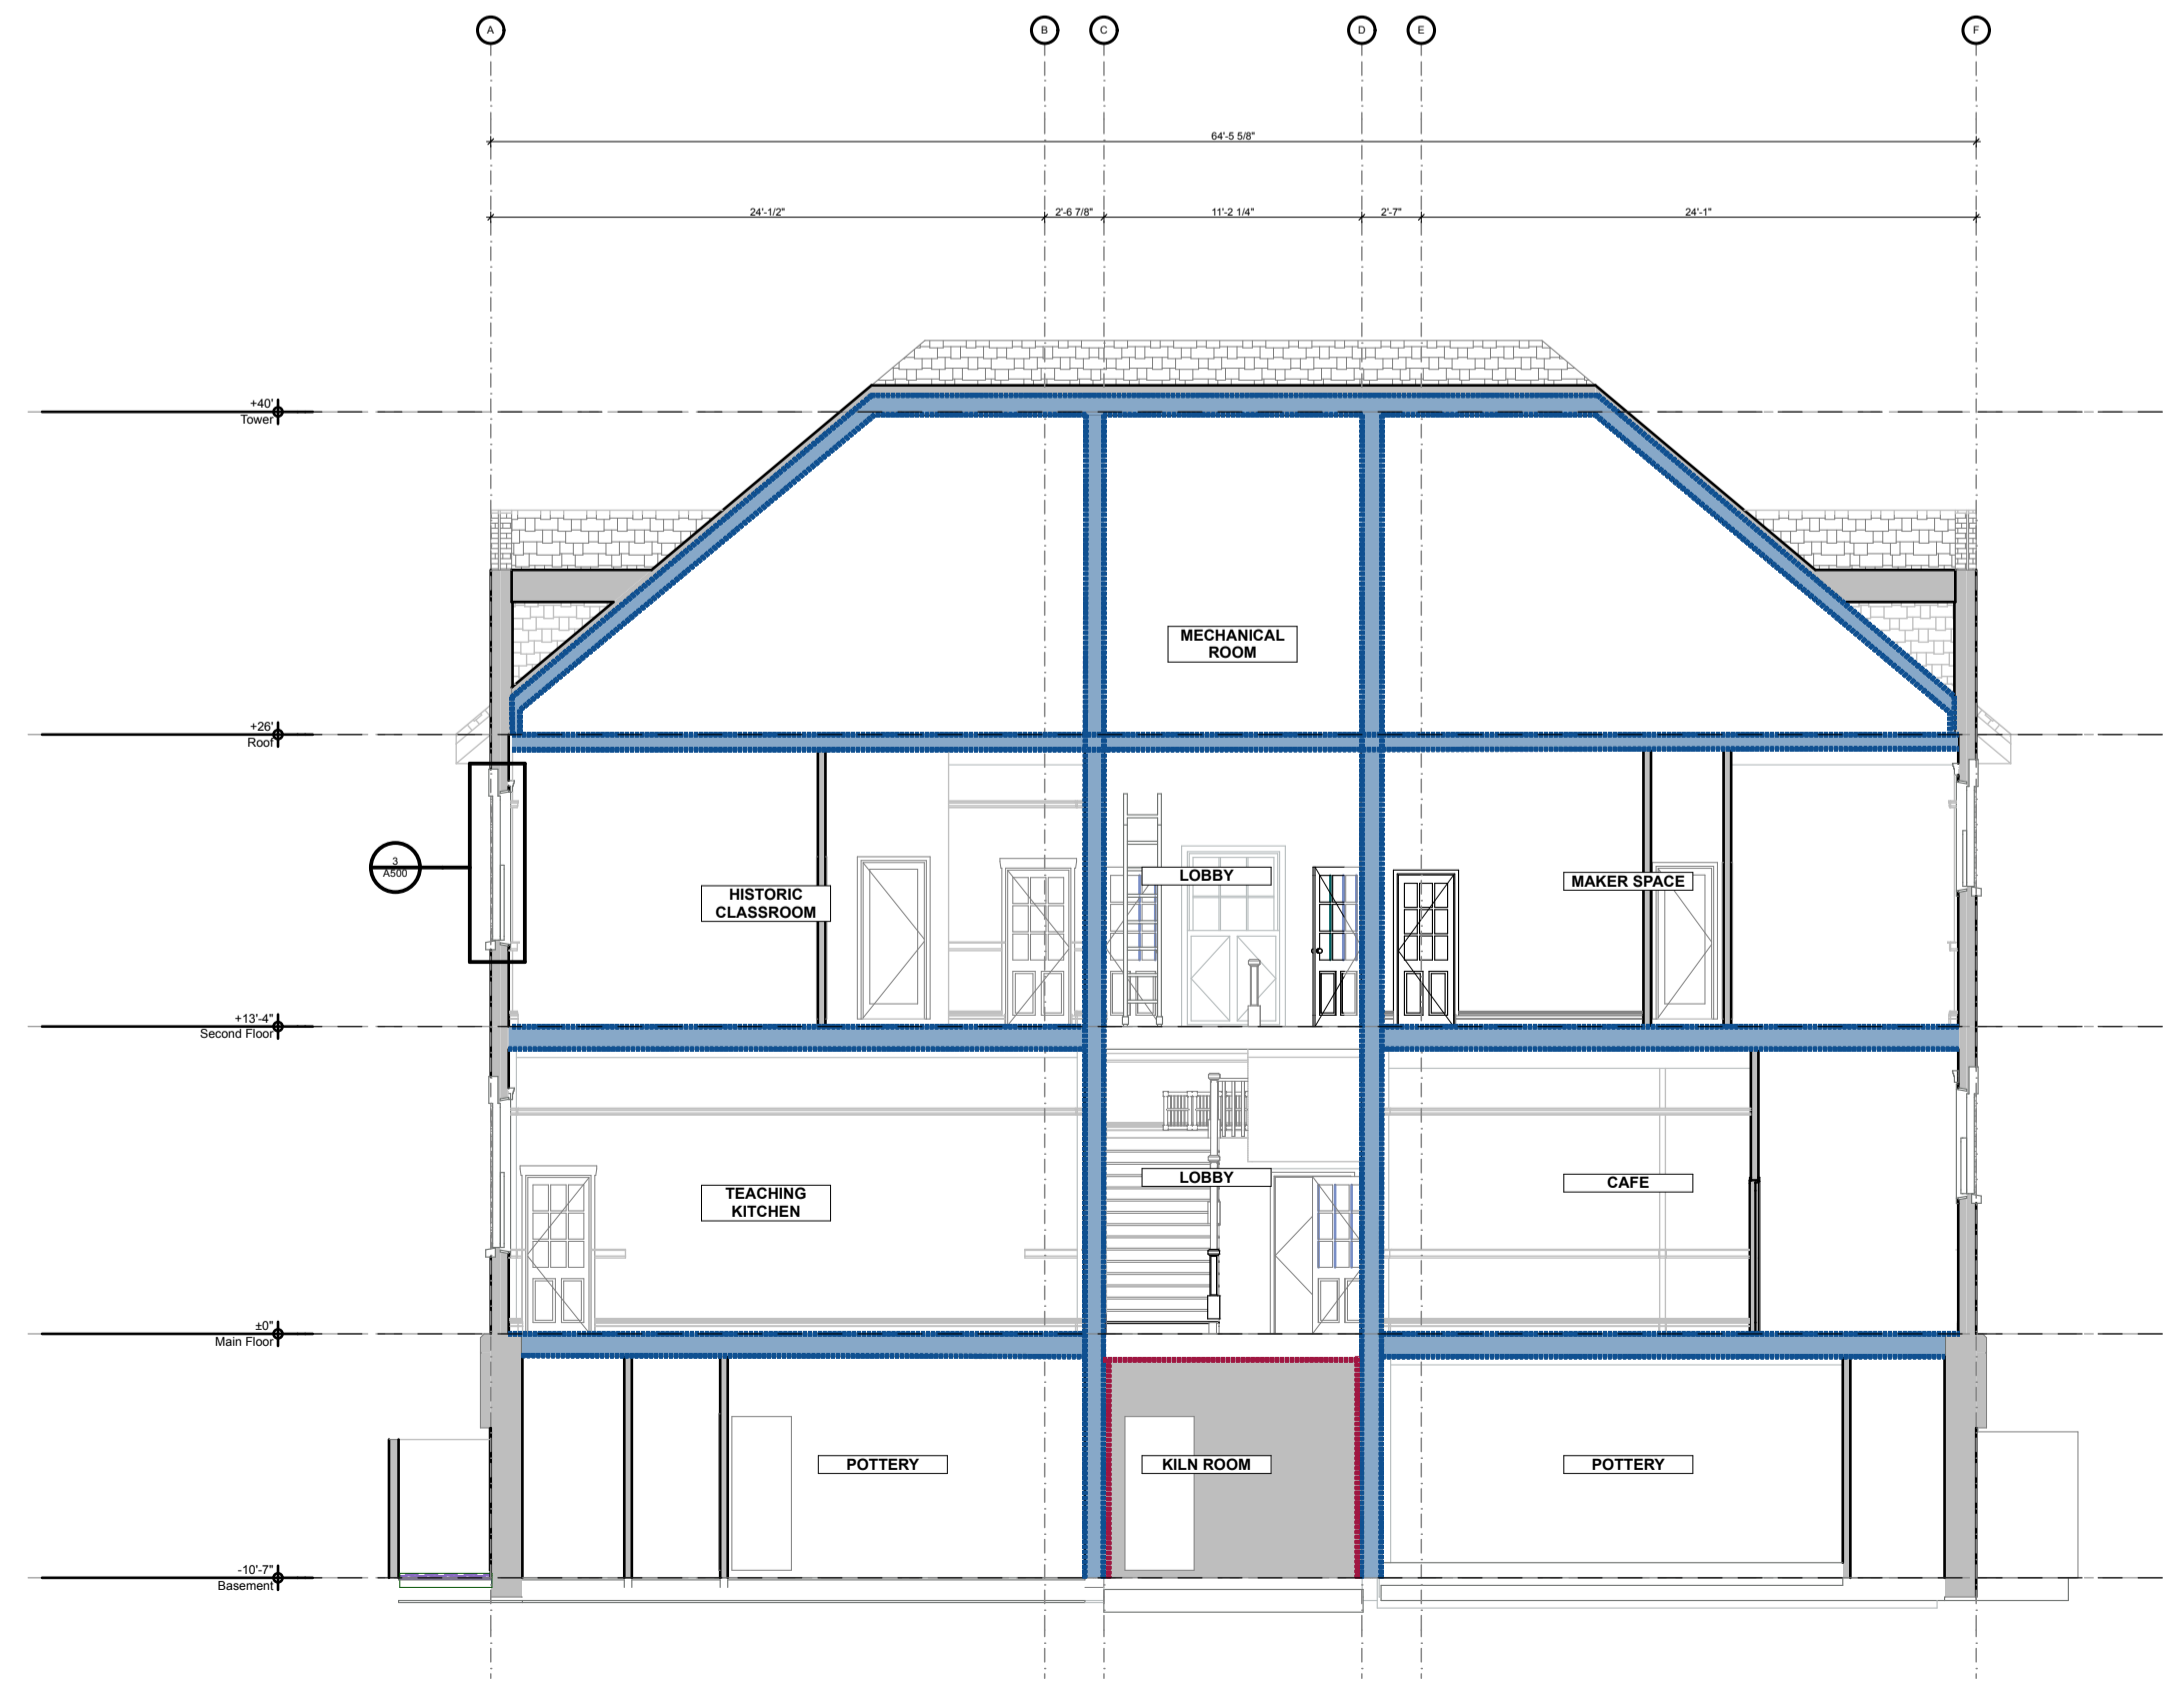 A B C D E F
64'-5 5/8"
24'-1/2" 2'-6 7/8" 11'-2 1/4" 2'-7" 24'-1"
+40'
Tower
MECHANICAL
ROOM
+26'
Roof
3
A500
HISTORIC
CLASSROOM
LOBBY
MAKER SPACE
+13'-4"
Second Floor
TEACHING
KITCHEN
LOBBY
CAFE
±0"
Main Floor
POTTERY
KILN ROOM
POTTERY
-10'-7"
Basement